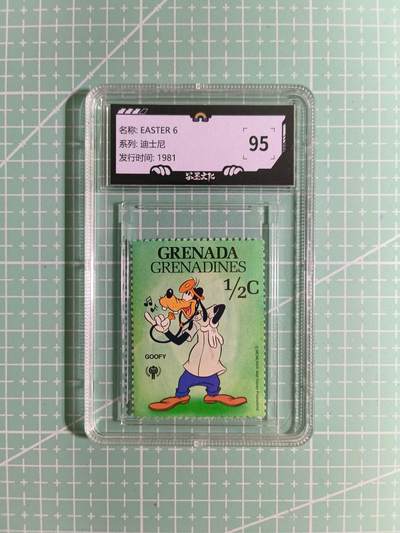 名称: EASTER 6
系列: 迪士尼
发行时间: 1981
95
GRENADA
GRENADINES
1/2C
GOOFY